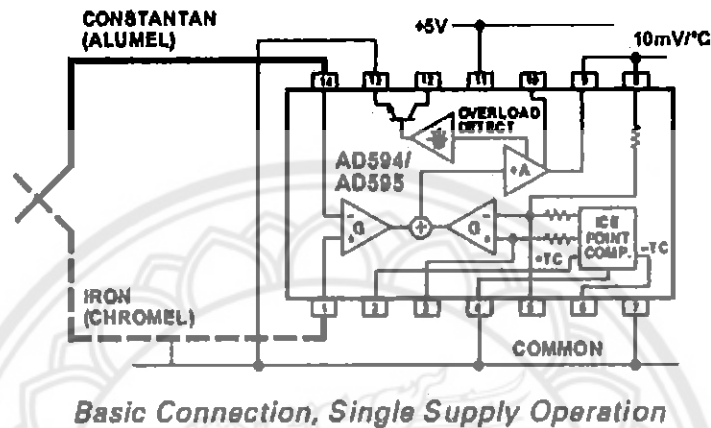 CONSTANTAN
(ALUMEL)
+5V
10mV/°C
14
13
12
11
10
9
8
OVERLOAD
DETECT
AD594/
AD595
+A
G
G
-
+
-
+
+
ICE
POINT
COMP.
+TC
-TC
1
2
3
4
5
6
7
IRON
(CHROMEL)
COMMON
Basic Connection, Single Supply Operation